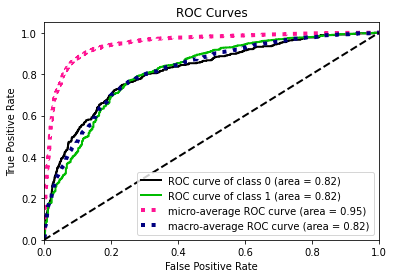 ROC Curves
True Positive Rate
1.0
0.8
0.6
0.4
0.2
0.0
ROC curve of class 0 (area = 0.82)
ROC curve of class 1 (area = 0.82)
micro-average ROC curve (area = 0.95)
macro-average ROC curve (area = 0.82)
0.0 0.2 0.4 0.6 0.8 1.0
False Positive Rate